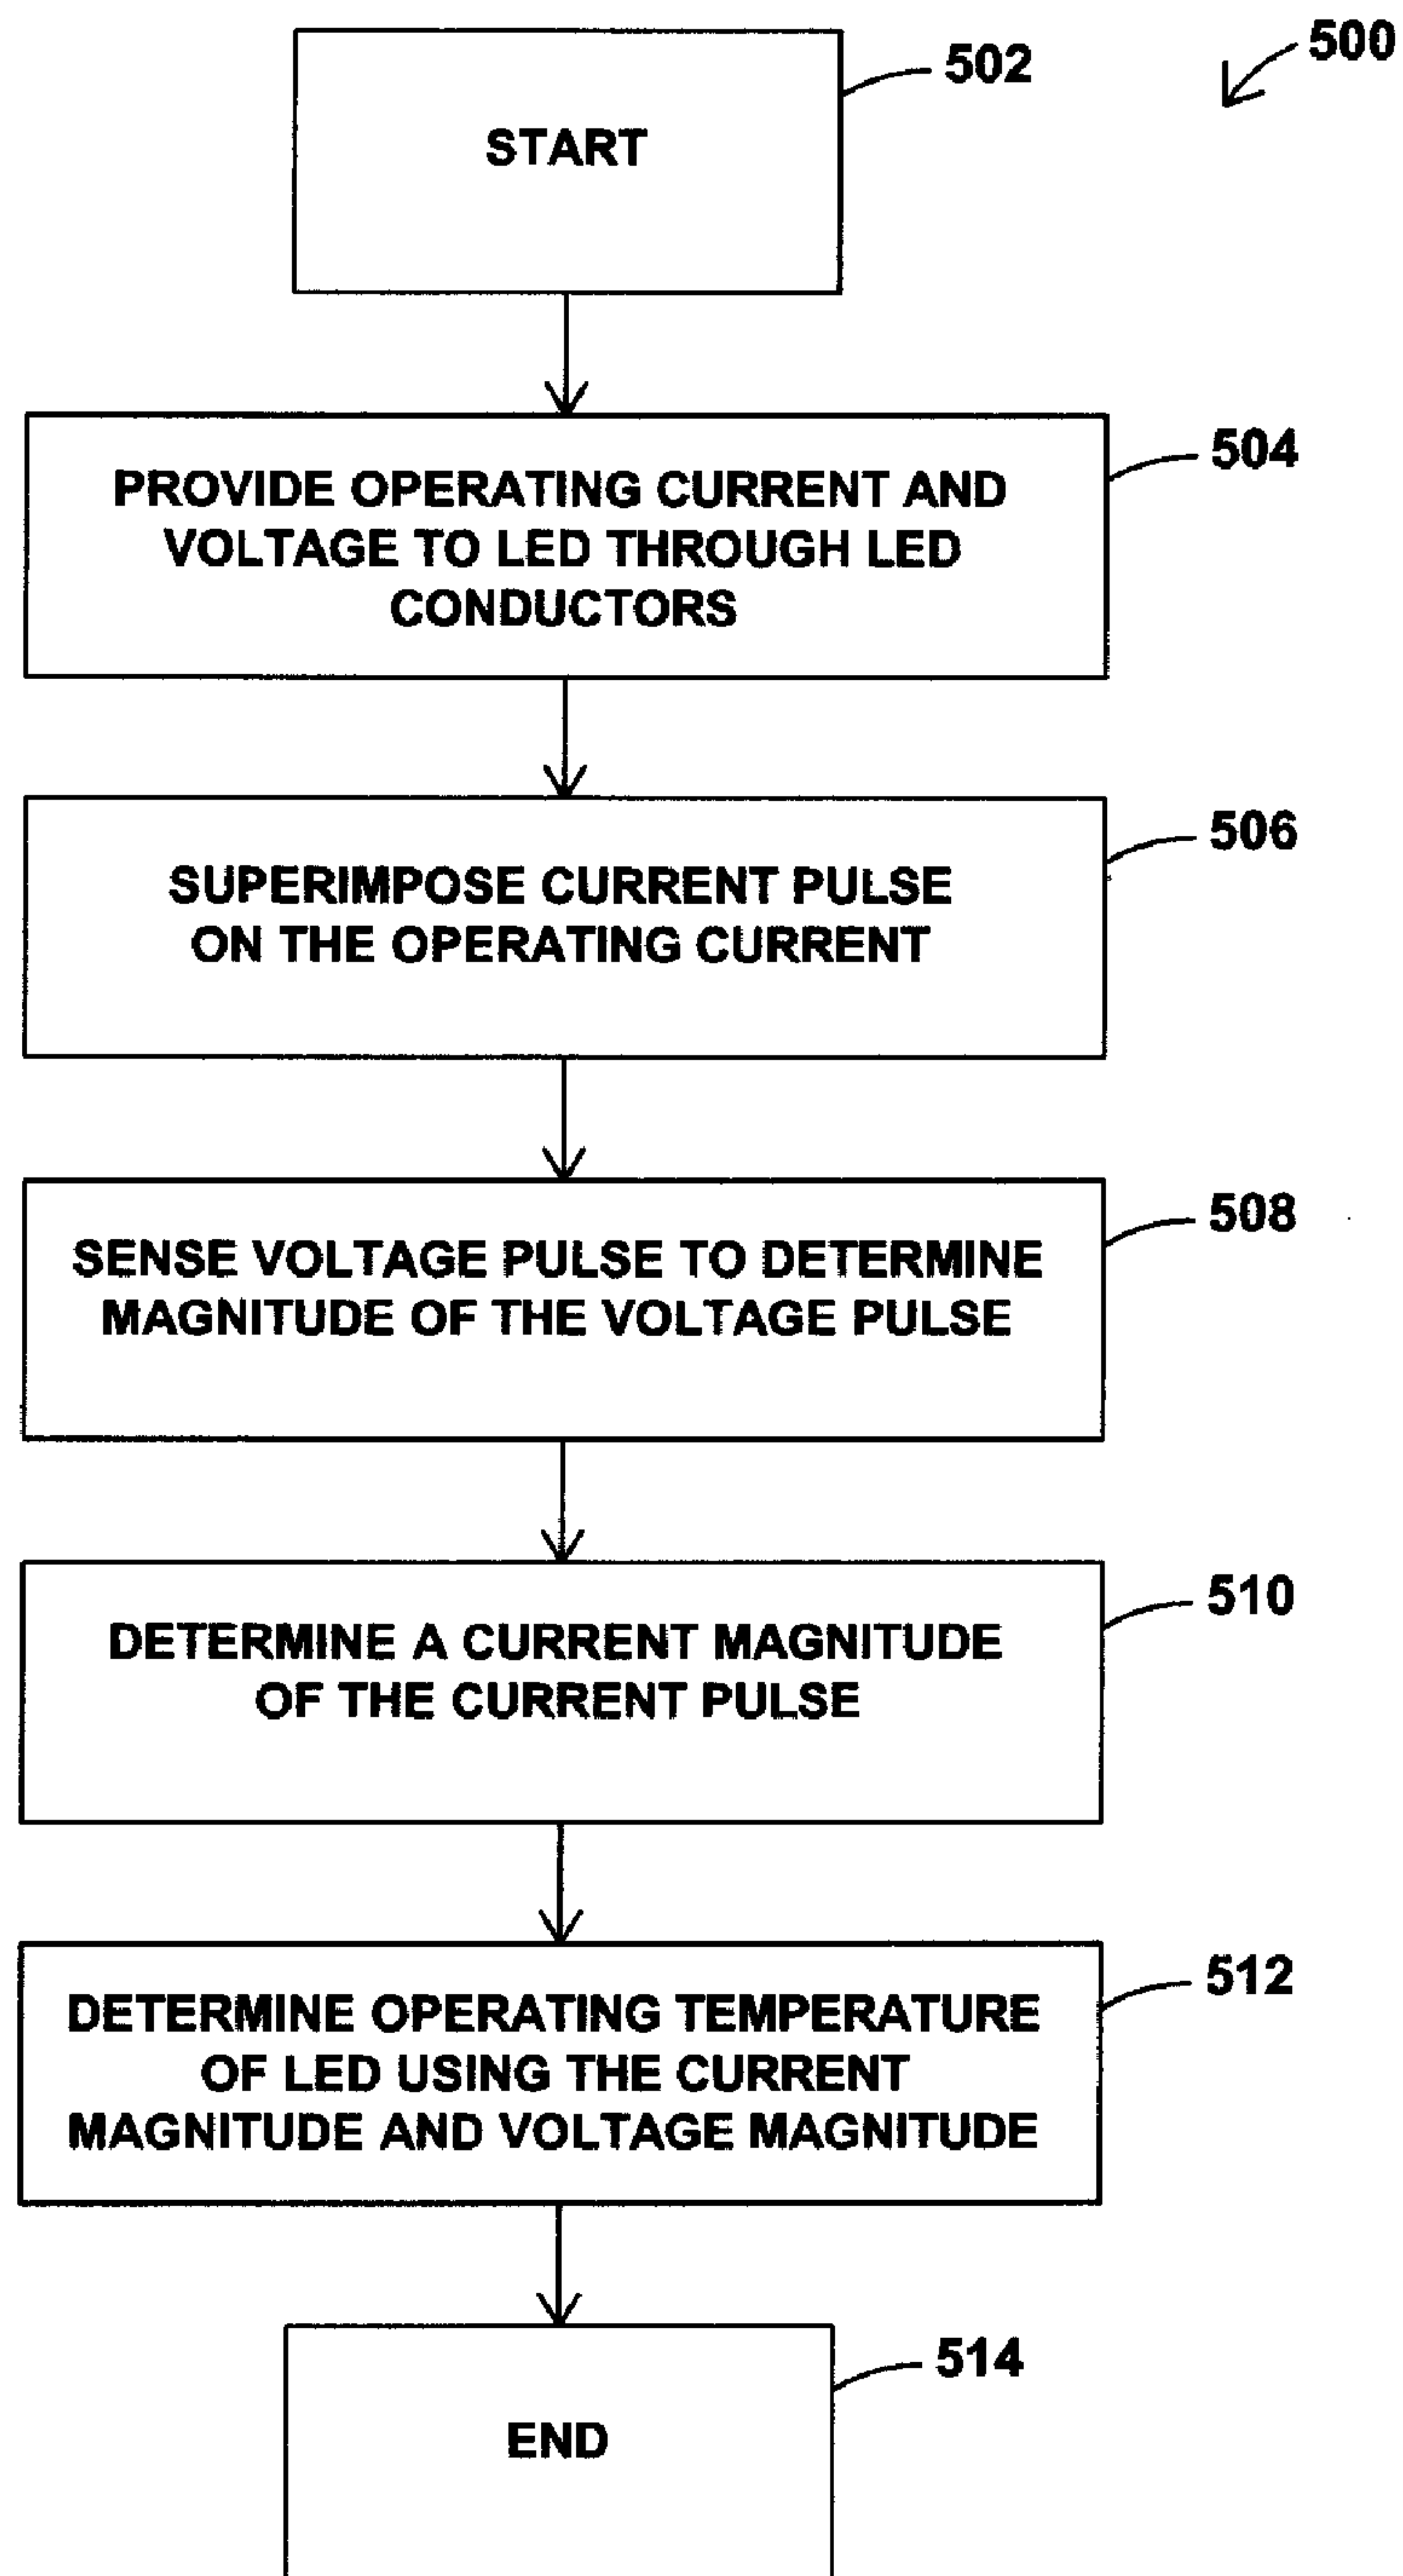 500
502
START
504
PROVIDE OPERATING CURRENT AND
VOLTAGE TO LED THROUGH LED
CONDUCTORS
506
SUPERIMPOSE CURRENT PULSE
ON THE OPERATING CURRENT
508
SENSE VOLTAGE PULSE TO DETERMINE
MAGNITUDE OF THE VOLTAGE PULSE
510
DETERMINE A CURRENT MAGNITUDE
OF THE CURRENT PULSE
512
DETERMINE OPERATING TEMPERATURE
OF LED USING THE CURRENT
MAGNITUDE AND VOLTAGE MAGNITUDE
514
END